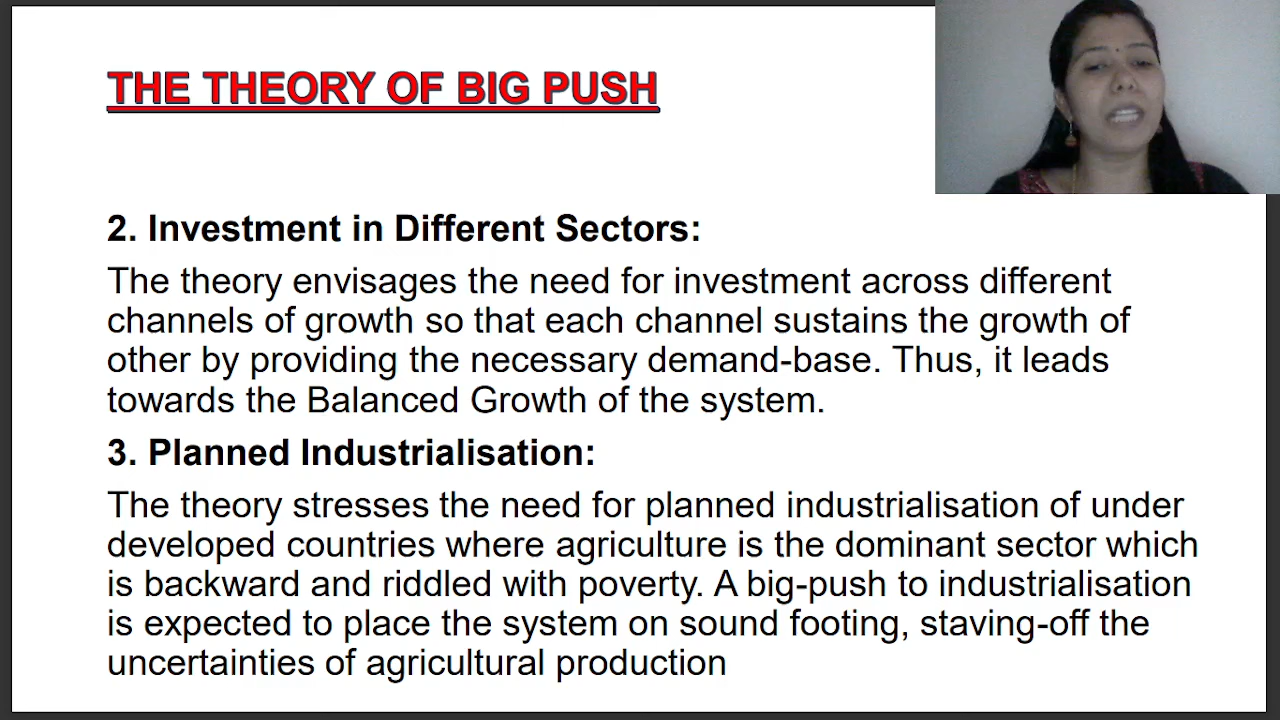 THE THEORY OF BIG PUSH
2. Investment in Different Sectors:
The theory envisages the need for investment across different
channels of growth so that each channel sustains the growth of
other by providing the necessary demand-base. Thus, it leads
towards the Balanced Growth of the system.
3. Planned Industrialisation:
The theory stresses the need for planned industrialisation of under
developed countries where agriculture is the dominant sector which
is backward and riddled with poverty. A big-push to industrialisation
is expected to place the system on sound footing, staving-off the
uncertainties of agricultural production